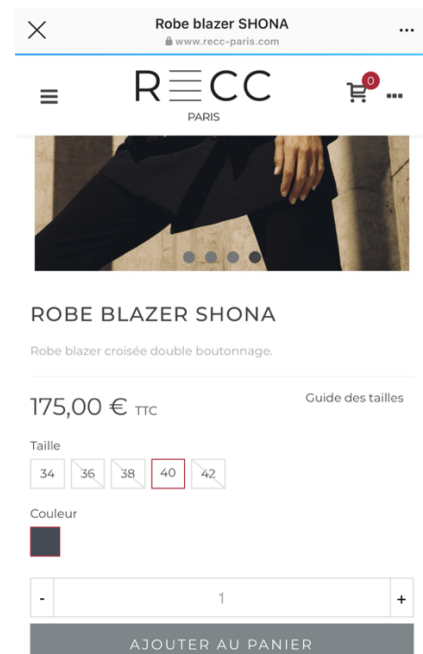 Robe blazer SHONA
www.recc-paris.com
RECC
0
PARIS
ROBE BLAZER SHONA
Robe blazer croisée double boutonnage.
175,00 € TTC
Guide des tailles
Taille
34 36 38 40 42
Couleur
- 1 +
AJOUTER AU PANIER